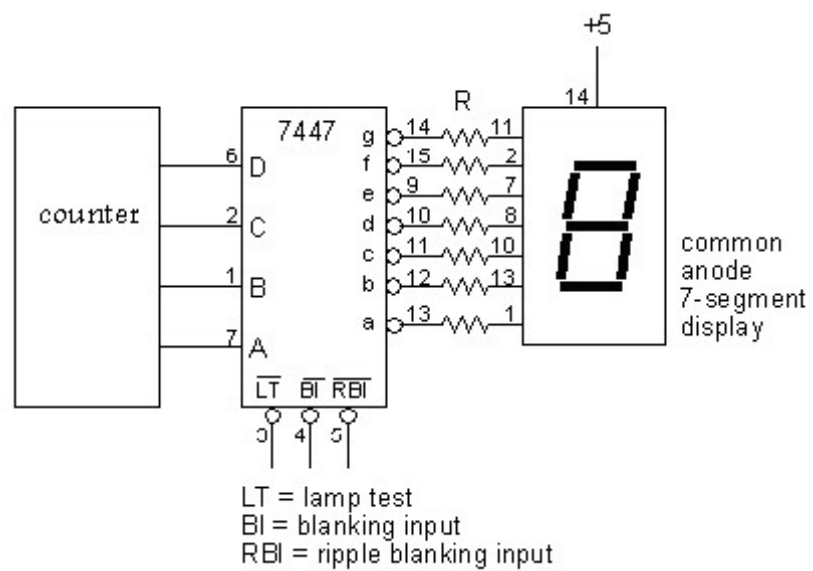 +5
14
R
7447
g 14 11
f 15 2
6 D
e 9 7
counter
2 C
d 10 8
c 11 10
common
anode
7-segment
display
1 B
b 12 13
a 13 1
7 A
LT BI RBI
3 4 5
LT = lamp test
BI = blanking input
RBI = ripple blanking input